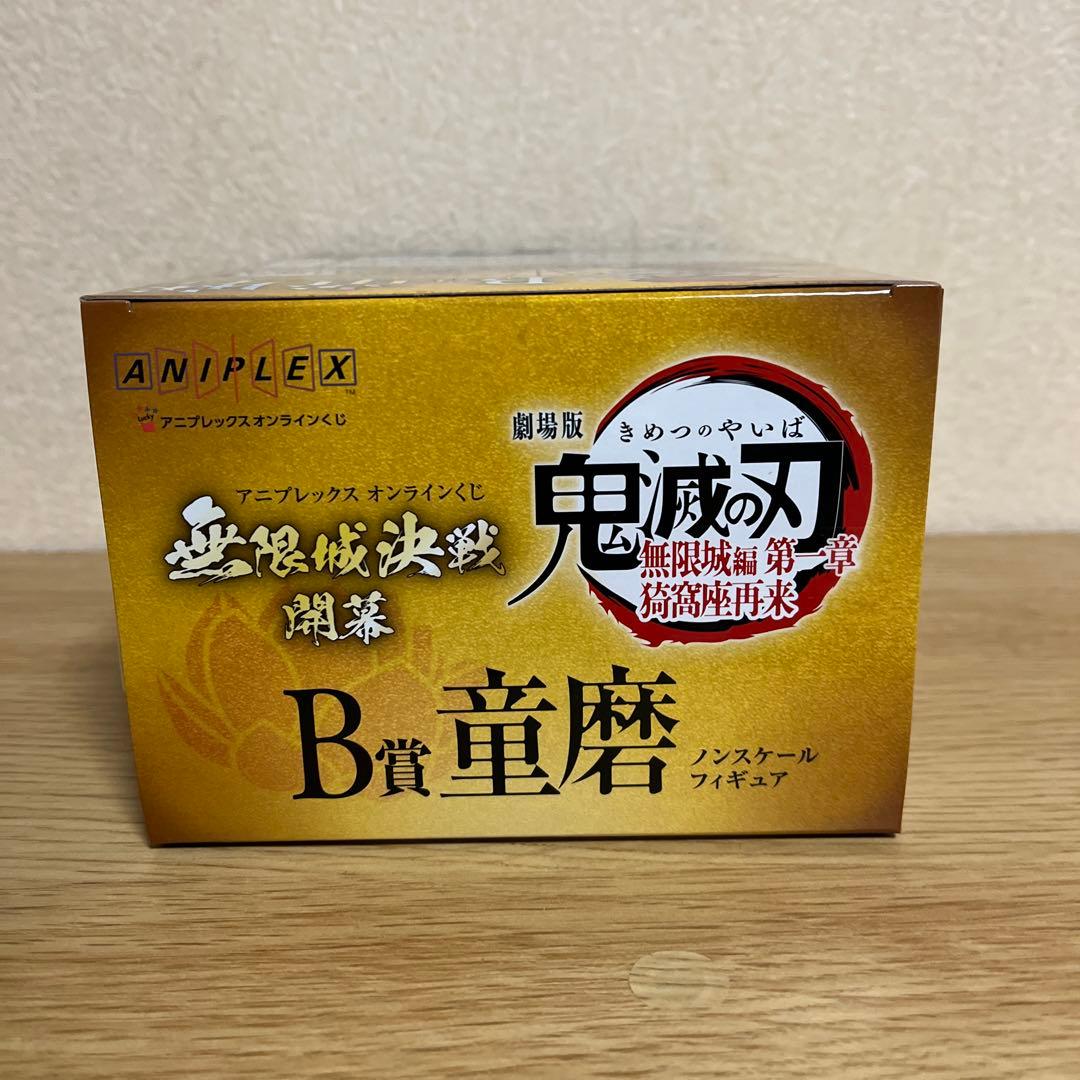 ANIPLEX
TM
Lucky アニプレックスオンラインくじ
アニプレックス オンラインくじ
無限城決戦
開幕
劇場版
きめつのやいば
鬼滅の刃
無限城編 第一章
猗窩座再来
B賞 童磨
ノンスケール
フィギュア